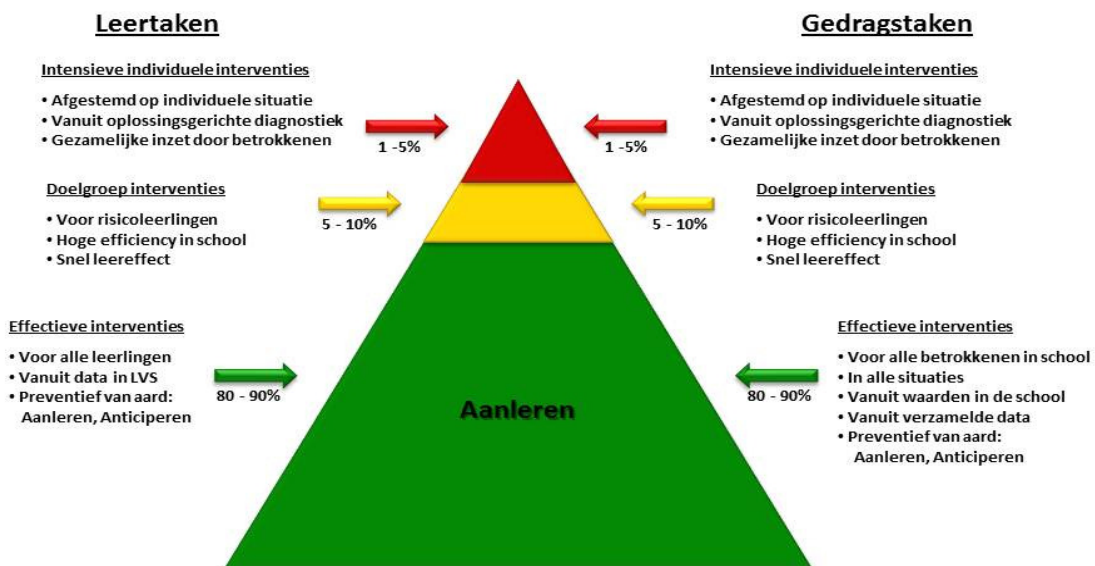 Leertaken
Intensieve individuele interventies
• Afgestemd op individuele situatie
• Vanuit oplossingsgerichte diagnostiek
• Gezamelijke inzet door betrokkenen
1 -5%
Doelgroep interventies
• Voor risicoleerlingen
• Hoge efficiency in school
• Snel leereffect
5 - 10%
Effectieve interventies
• Voor alle leerlingen
• Vanuit data in LVS
• Preventief van aard:
Aanleren, Anticiperen
80 - 90%
Aanleren
Gedragstaken
Intensieve individuele interventies
• Afgestemd op individuele situatie
• Vanuit oplossingsgerichte diagnostiek
• Gezamelijke inzet door betrokkenen
1 -5%
Doelgroep interventies
• Voor risicoleerlingen
• Hoge efficiency in school
• Snel leereffect
5 - 10%
Effectieve interventies
• Voor alle betrokkenen in school
• In alle situaties
• Vanuit waarden in de school
• Vanuit verzamelde data
• Preventief van aard:
Aanleren, Anticiperen
80 - 90%